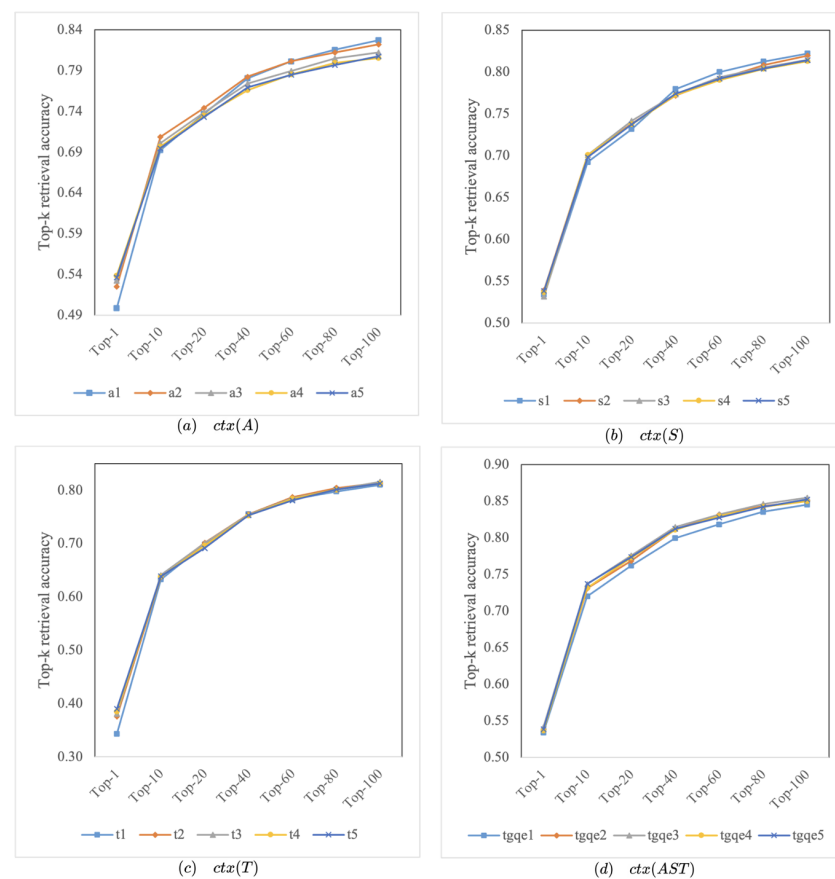 Top-k retrieval accuracy
0.84
0.79
0.74
0.69
0.64
0.59
0.54
0.49
Top-1
Top-10
Top-20
Top-40
Top-60
Top-80
Top-100
a1 a2 a3 a4 a5
(a) ctx(A)
Top-k retrieval accuracy
0.85
0.80
0.75
0.70
0.65
0.60
0.55
0.50
Top-1
Top-10
Top-20
Top-40
Top-60
Top-80
Top-100
s1 s2 s3 s4 s5
(b) ctx(S)
Top-k retrieval accuracy
0.80
0.70
0.60
0.50
0.40
0.30
Top-1
Top-10
Top-20
Top-40
Top-60
Top-80
Top-100
t1 t2 t3 t4 t5
(c) ctx(T)
Top-k retrieval accuracy
0.90
0.85
0.80
0.75
0.70
0.65
0.60
0.55
0.50
Top-1
Top-10
Top-20
Top-40
Top-60
Top-80
Top-100
tgqe1 tgqe2 tgqe3 tgqe4 tgqe5
(d) ctx(AST)